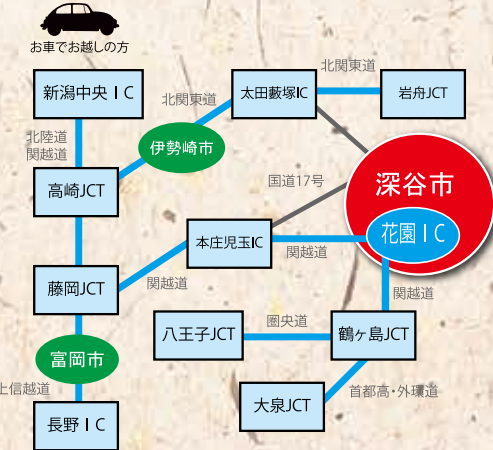 お車でお越しの方
新潟中央IC
北陸道
関越道
高崎JCT
北関東道
伊勢崎市
太田藪塚IC
北関東道
岩舟JCT
国道17号
深谷市
花園IC
本庄児玉IC
関越道
関越道
藤岡JCT
富岡市
上信越道
長野IC
関越道
八王子JCT
圏央道
鶴ヶ島JCT
大泉JCT
首都高・外環道